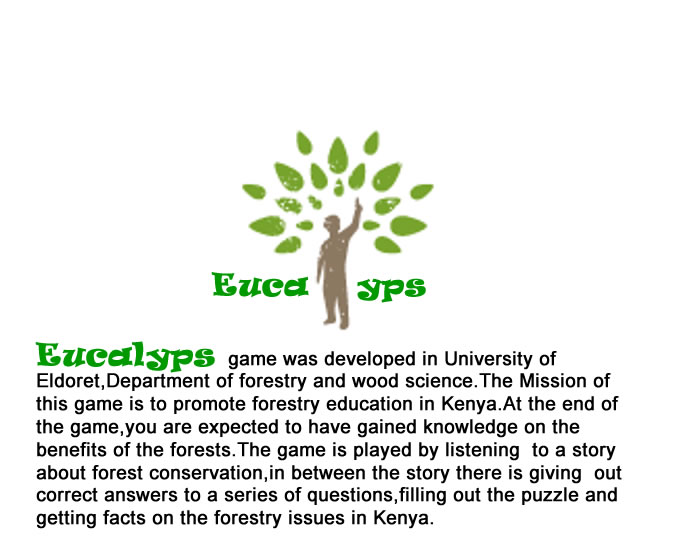 Euca yps
Eucalyps game was developed in University of
Eldoret,Department of forestry and wood science.The Mission of
this game is to promote forestry education in Kenya.At the end of
the game,you are expected to have gained knowledge on the
benefits of the forests.The game is played by listening  to a story
about forest conservation,in between the story there is giving  out
correct answers to a series of questions,filling out the puzzle and
getting facts on the forestry issues in Kenya.